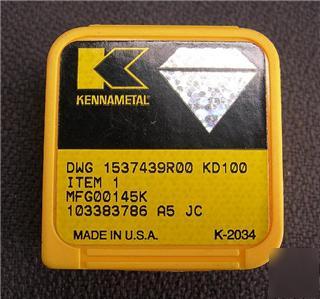 KENNAMETAL
DWG 1537439R00 KD100
ITEM 1
MFG00145K
103383786 A5 JC
MADE IN U.S.A. K-2034